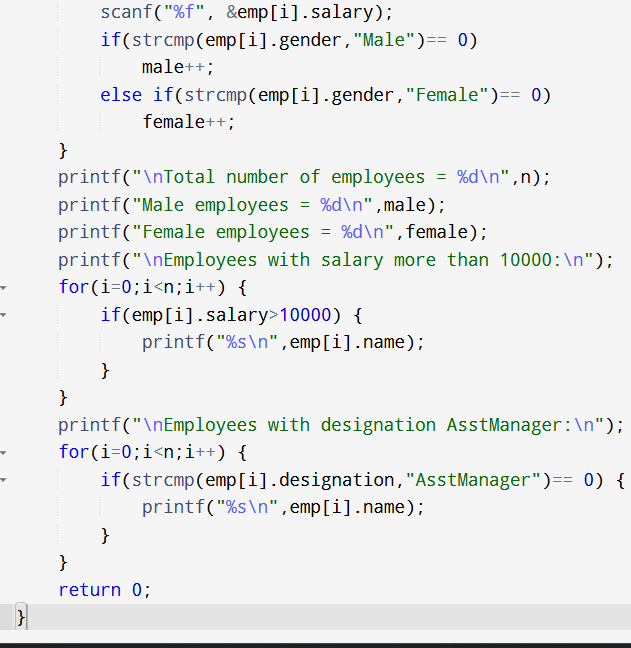 scanf("%f", &emp[i].salary);
if(strcmp(emp[i].gender,"Male")== 0)
male++;
else if(strcmp(emp[i].gender,"Female")== 0)
female++;
}
printf("\nTotal number of employees = %d\n",n);
printf("Male employees = %d\n",male);
printf("Female employees = %d\n",female);
printf("\nEmployees with salary more than 10000:\n");
for(i=0;i<n;i++) {
if(emp[i].salary>10000) {
printf("%s\n",emp[i].name);
}
}
printf("\nEmployees with designation AsstManager:\n");
for(i=0;i<n;i++) {
if(strcmp(emp[i].designation,"AsstManager")== 0) {
printf("%s\n",emp[i].name);
}
}
return 0;
}